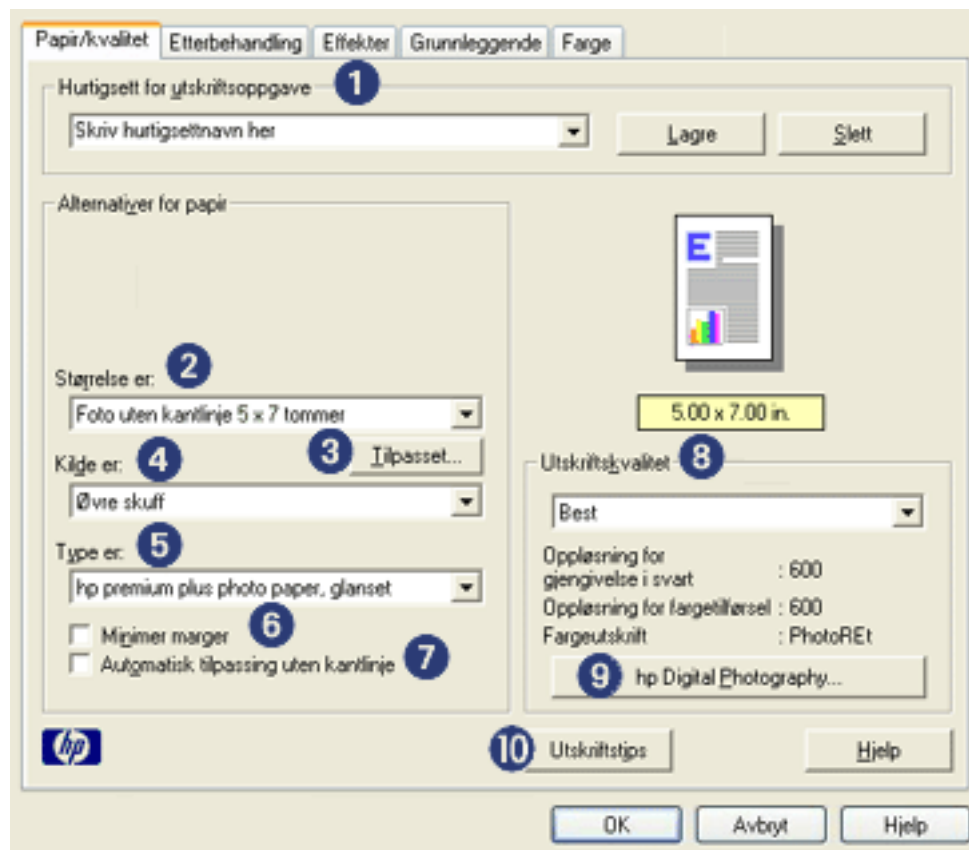 Papir/kvalitet Etterbehandling Effekter Grunnleggende Farge
Hurtigsett for utskriftsoppgave 1
Skriv hurtigsettnavn her Lagre Slett
Alternativer for papir
E
Størrelse er: 2
Foto uten kantlinje 5 x 7 tommer
5.00 x 7.00 in.
3 Tilpasset...
Kilde er: 4
Øvre skuff
Utskriftskvalitet 8
Best
Type er: 5
hp premium plus photo paper, glanset
Oppløsning for
gjengivelse i svart : 600
Oppløsning for fargetilførsel : 600
Fargeutskrift : PhotoREt
Minimer marger 6
Automatisk tilpassing uten kantlinje 7
9 hp Digital Photography...
hp
10 Utskriftstips Hjelp
OK Avbryt Hjelp